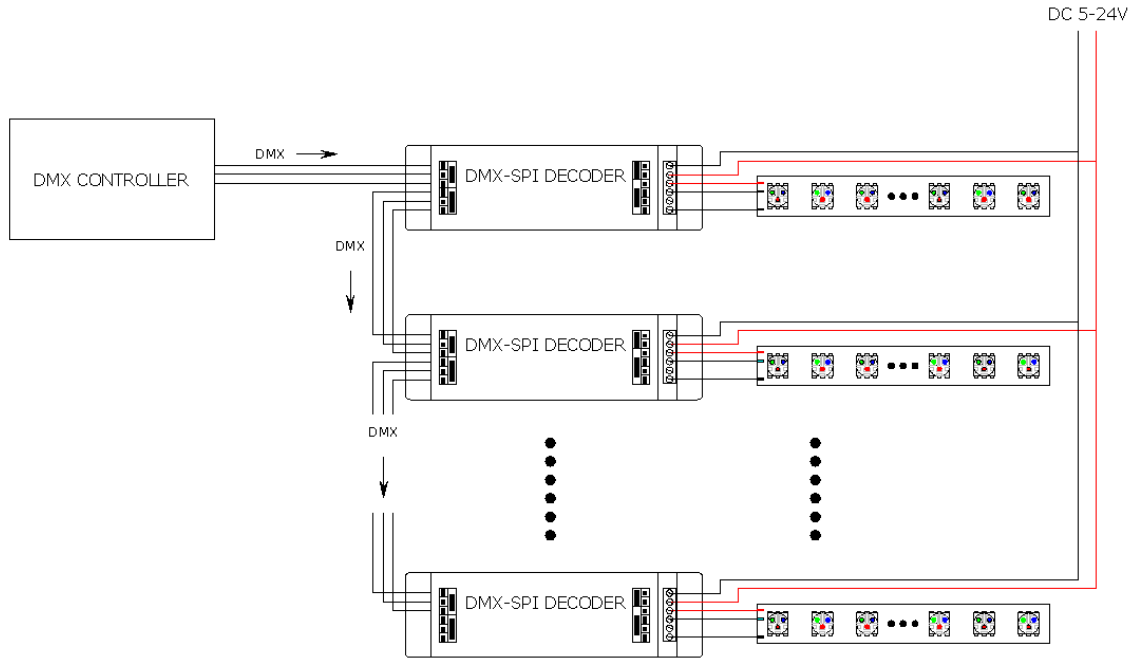 DC 5-24V
DMX
DMX CONTROLLER
DMX-SPI DECODER
DMX
DMX-SPI DECODER
DMX
DMX-SPI DECODER